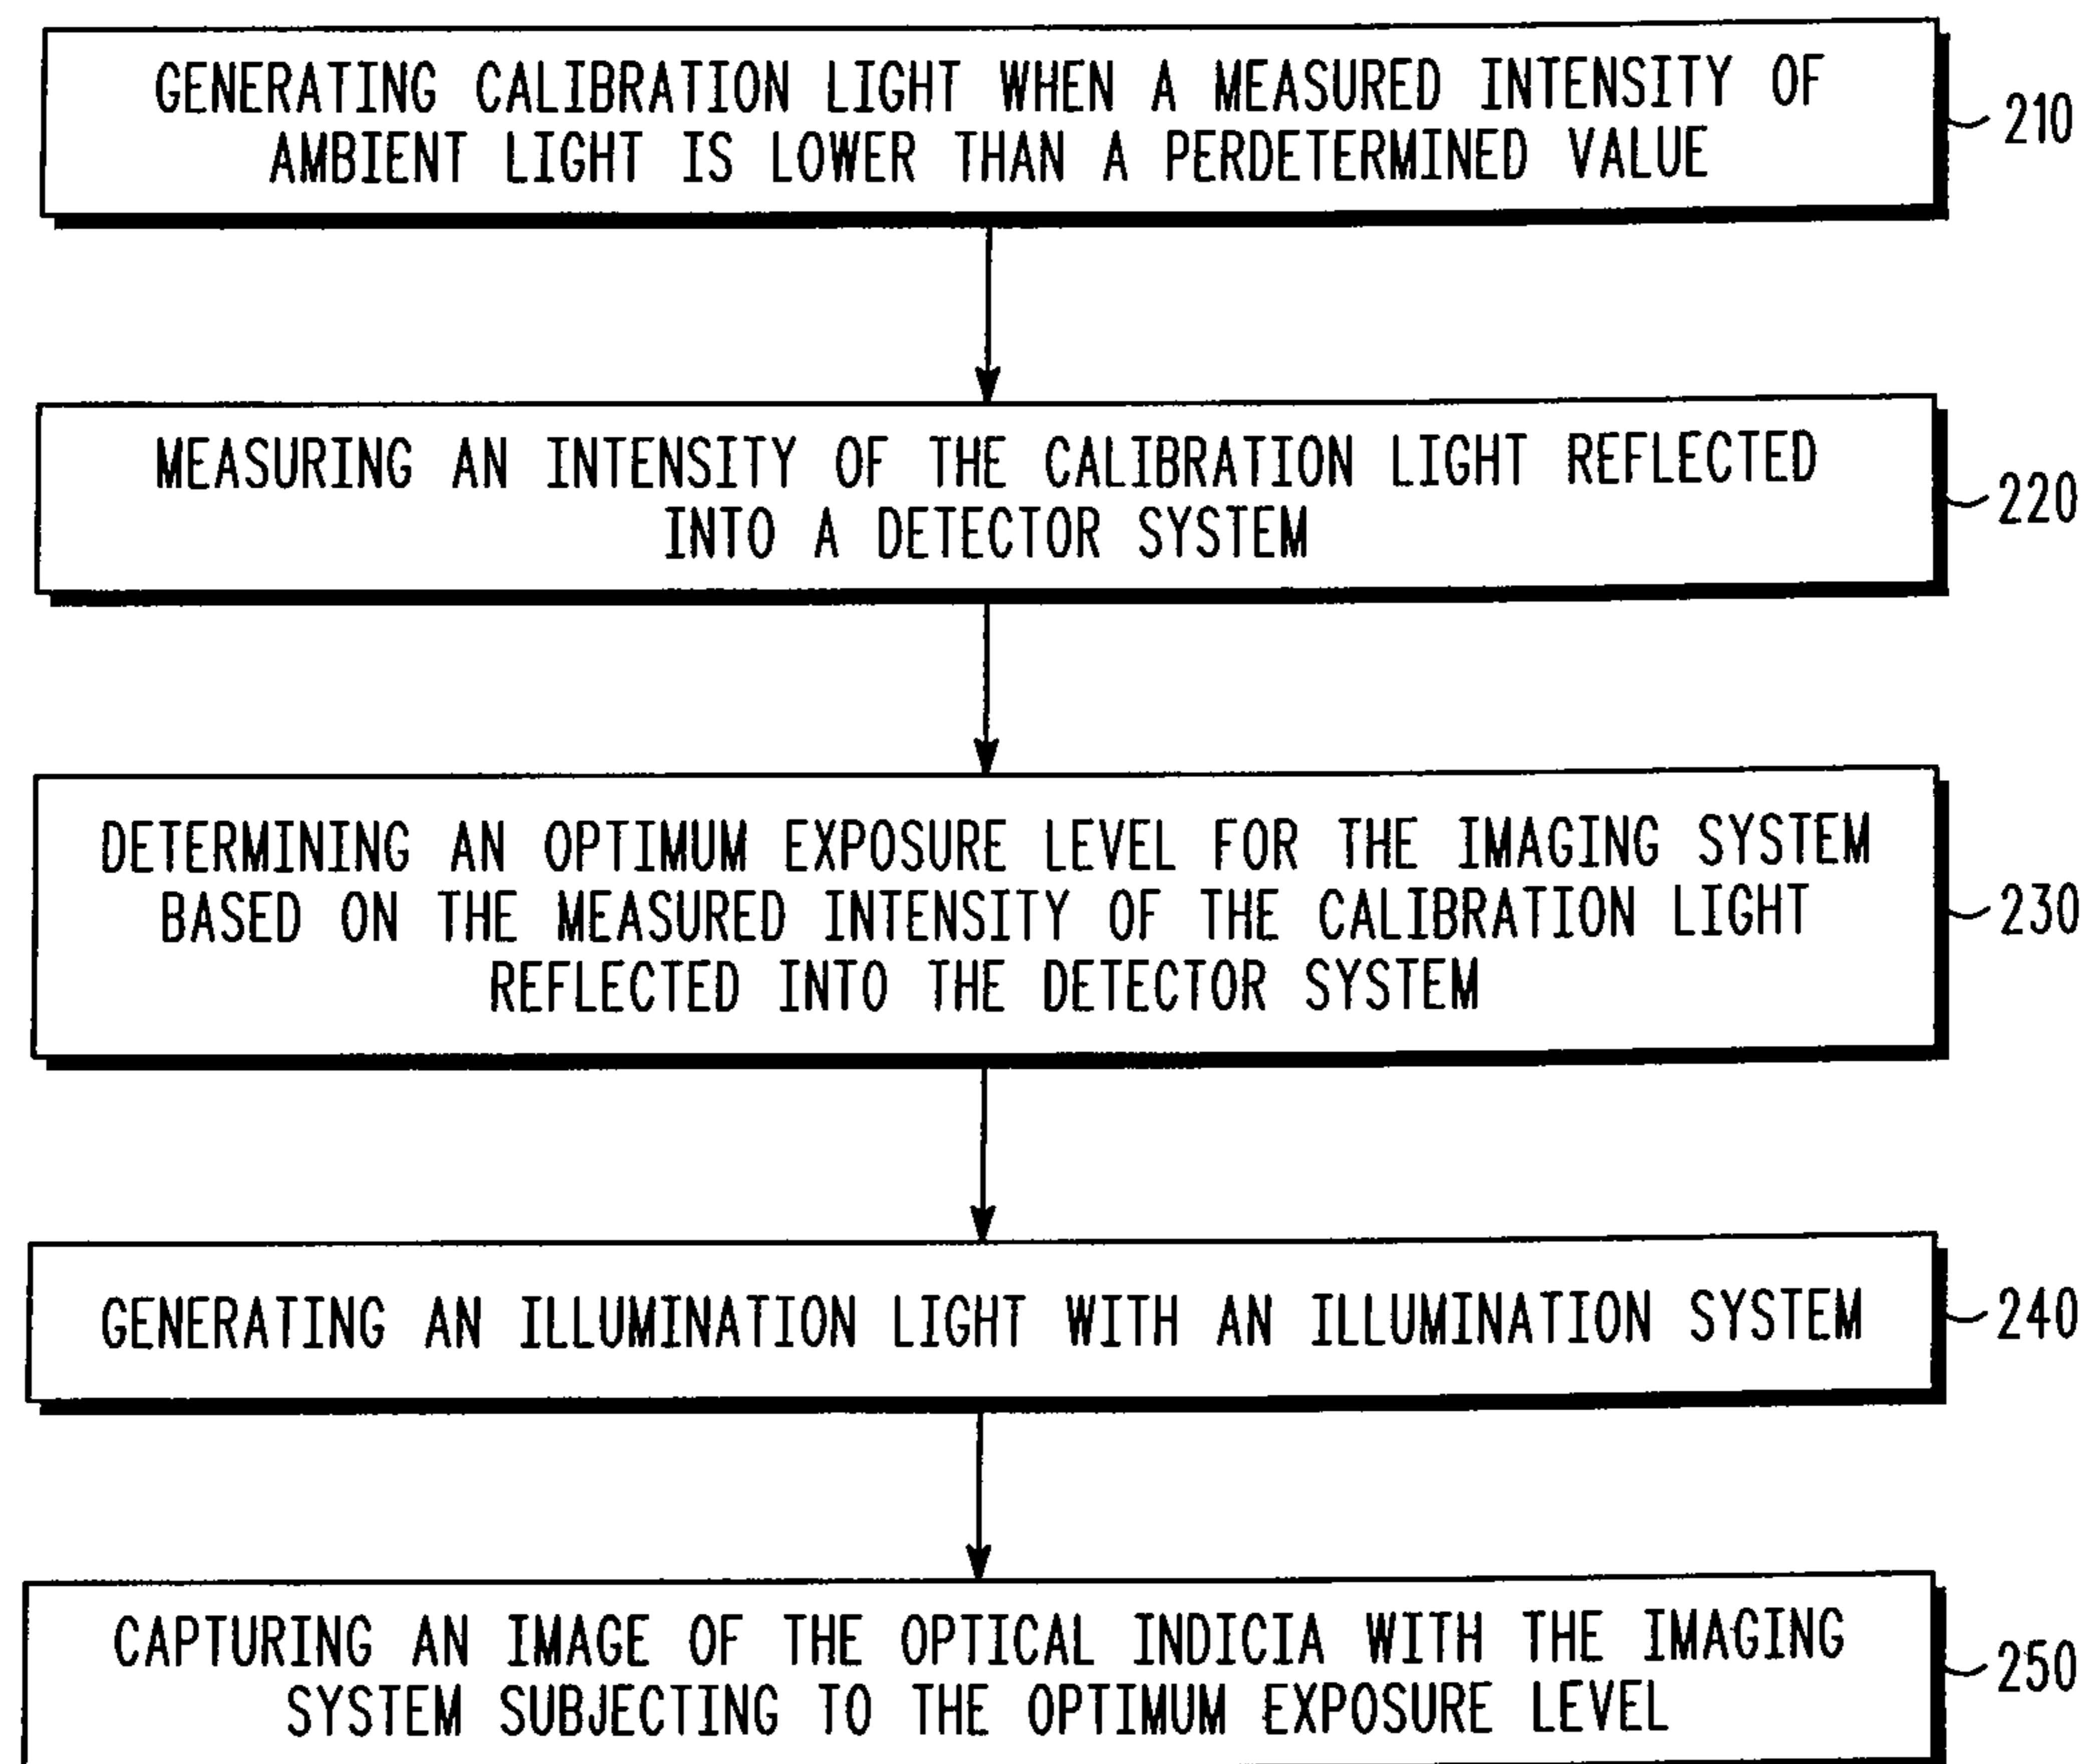 GENERATING CALIBRATION LIGHT WHEN A MEASURED INTENSITY OF
AMBIENT LIGHT IS LOWER THAN A PERDETERMINED VALUE
210
MEASURING AN INTENSITY OF THE CALIBRATION LIGHT REFLECTED
INTO A DETECTOR SYSTEM
220
DETERMINING AN OPTIMUM EXPOSURE LEVEL FOR THE IMAGING SYSTEM
BASED ON THE MEASURED INTENSITY OF THE CALIBRATION LIGHT
REFLECTED INTO THE DETECTOR SYSTEM
230
GENERATING AN ILLUMINATION LIGHT WITH AN ILLUMINATION SYSTEM
240
CAPTURING AN IMAGE OF THE OPTICAL INDICIA WITH THE IMAGING
SYSTEM SUBJECTING TO THE OPTIMUM EXPOSURE LEVEL
250